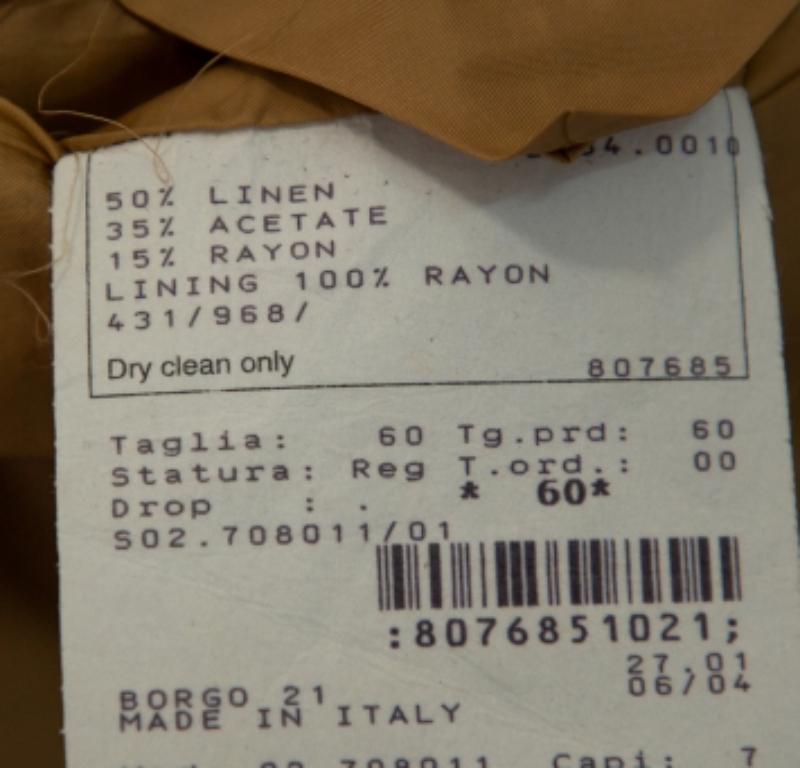 4.0010
50% LINEN
35% ACETATE
15% RAYON
LINING 100% RAYON
431/968/
Dry clean only 807685
Taglia: 60 Tg.prd: 60
Statura: Reg T.ord.: 00
Drop : . * 60*
S02.708011/01
:8076851021;
27.01
06/04
BORGO 21
MADE IN ITALY
708011 Capi: 7